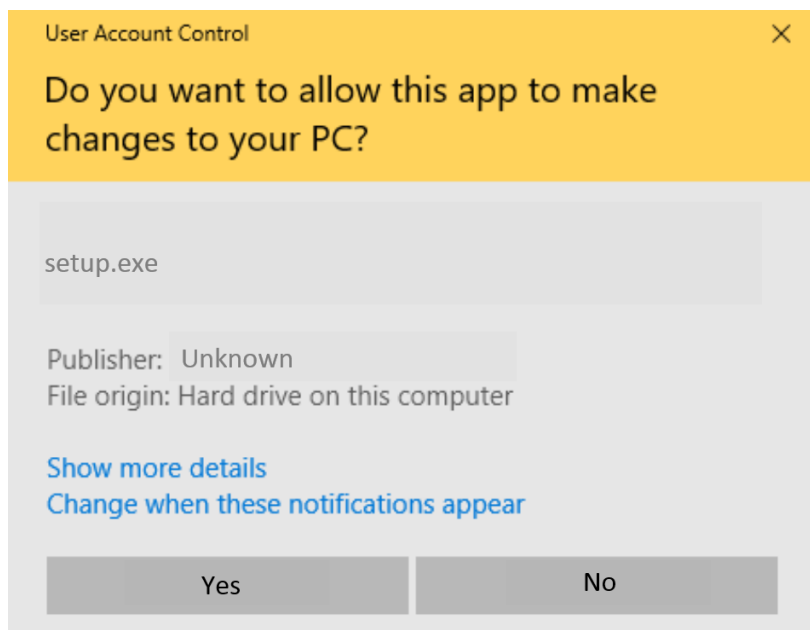 User Account Control
Do you want to allow this app to make
changes to your PC?
setup.exe
Publisher: Unknown
File origin: Hard drive on this computer
Show more details
Change when these notifications appear
Yes No